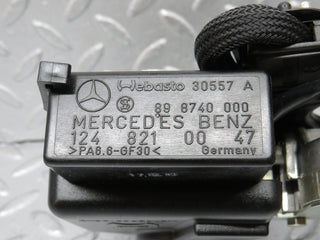 Webasto 30557 A
89 8740 000
MERCEDES BENZ
124 821 00 47
>PA6.6-GF30< Germany